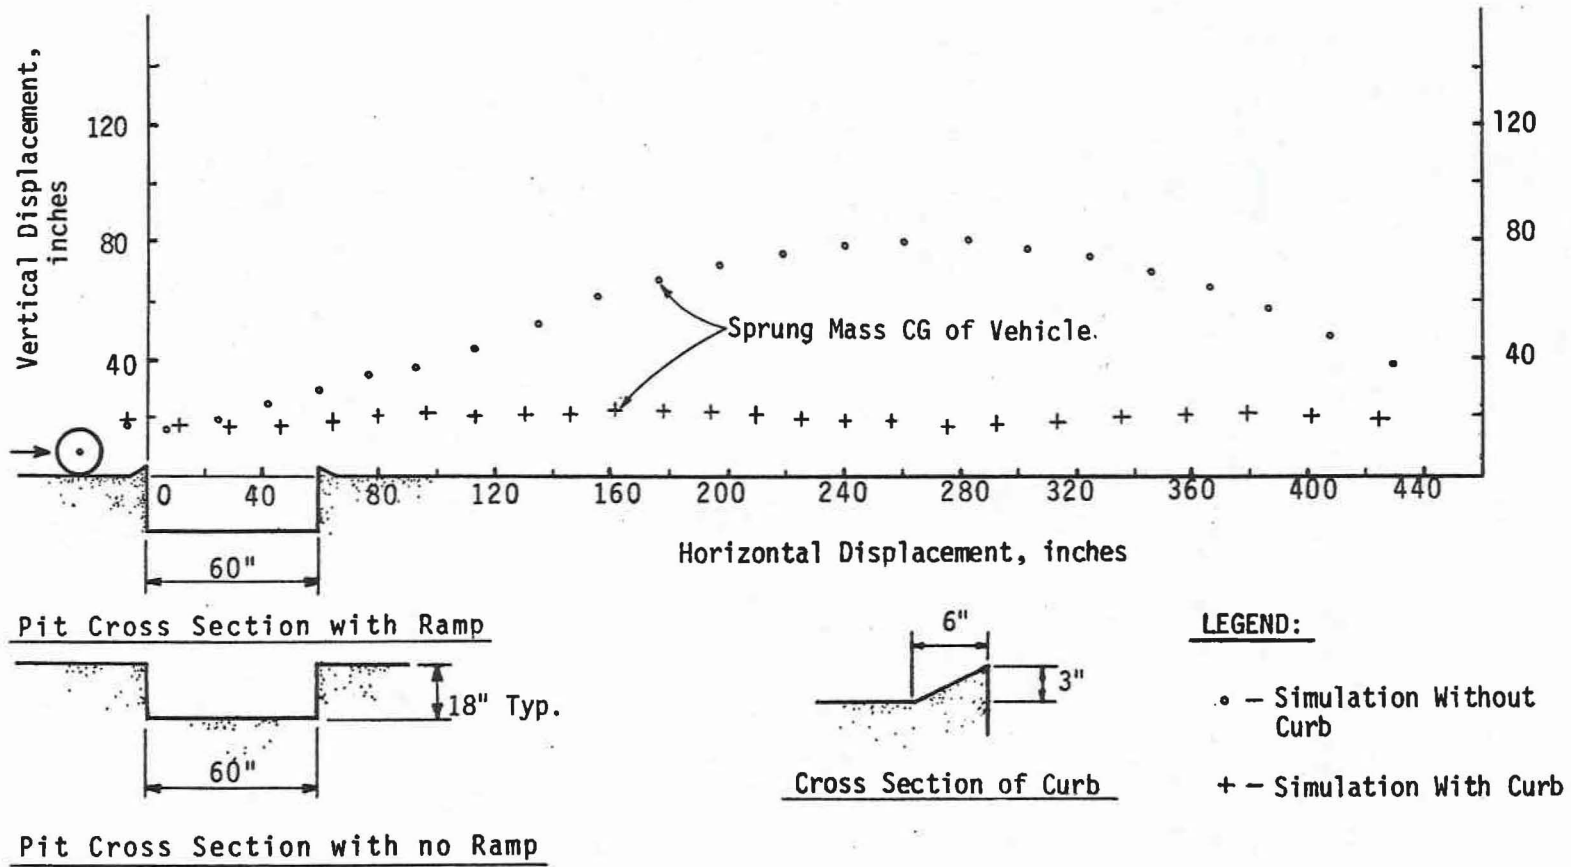 Vertical Displacement,
inches
120
80
40
120
80
40
Sprung Mass CG of Vehicle.
0 40 80 120 160 200 240 280 320 360 400 440
Horizontal Displacement, inches
60"
Pit Cross Section with Ramp
18" Typ.
60"
Pit Cross Section with no Ramp
6"
3"
Cross Section of Curb
LEGEND:
o — Simulation Without
Curb
+ — Simulation With Curb